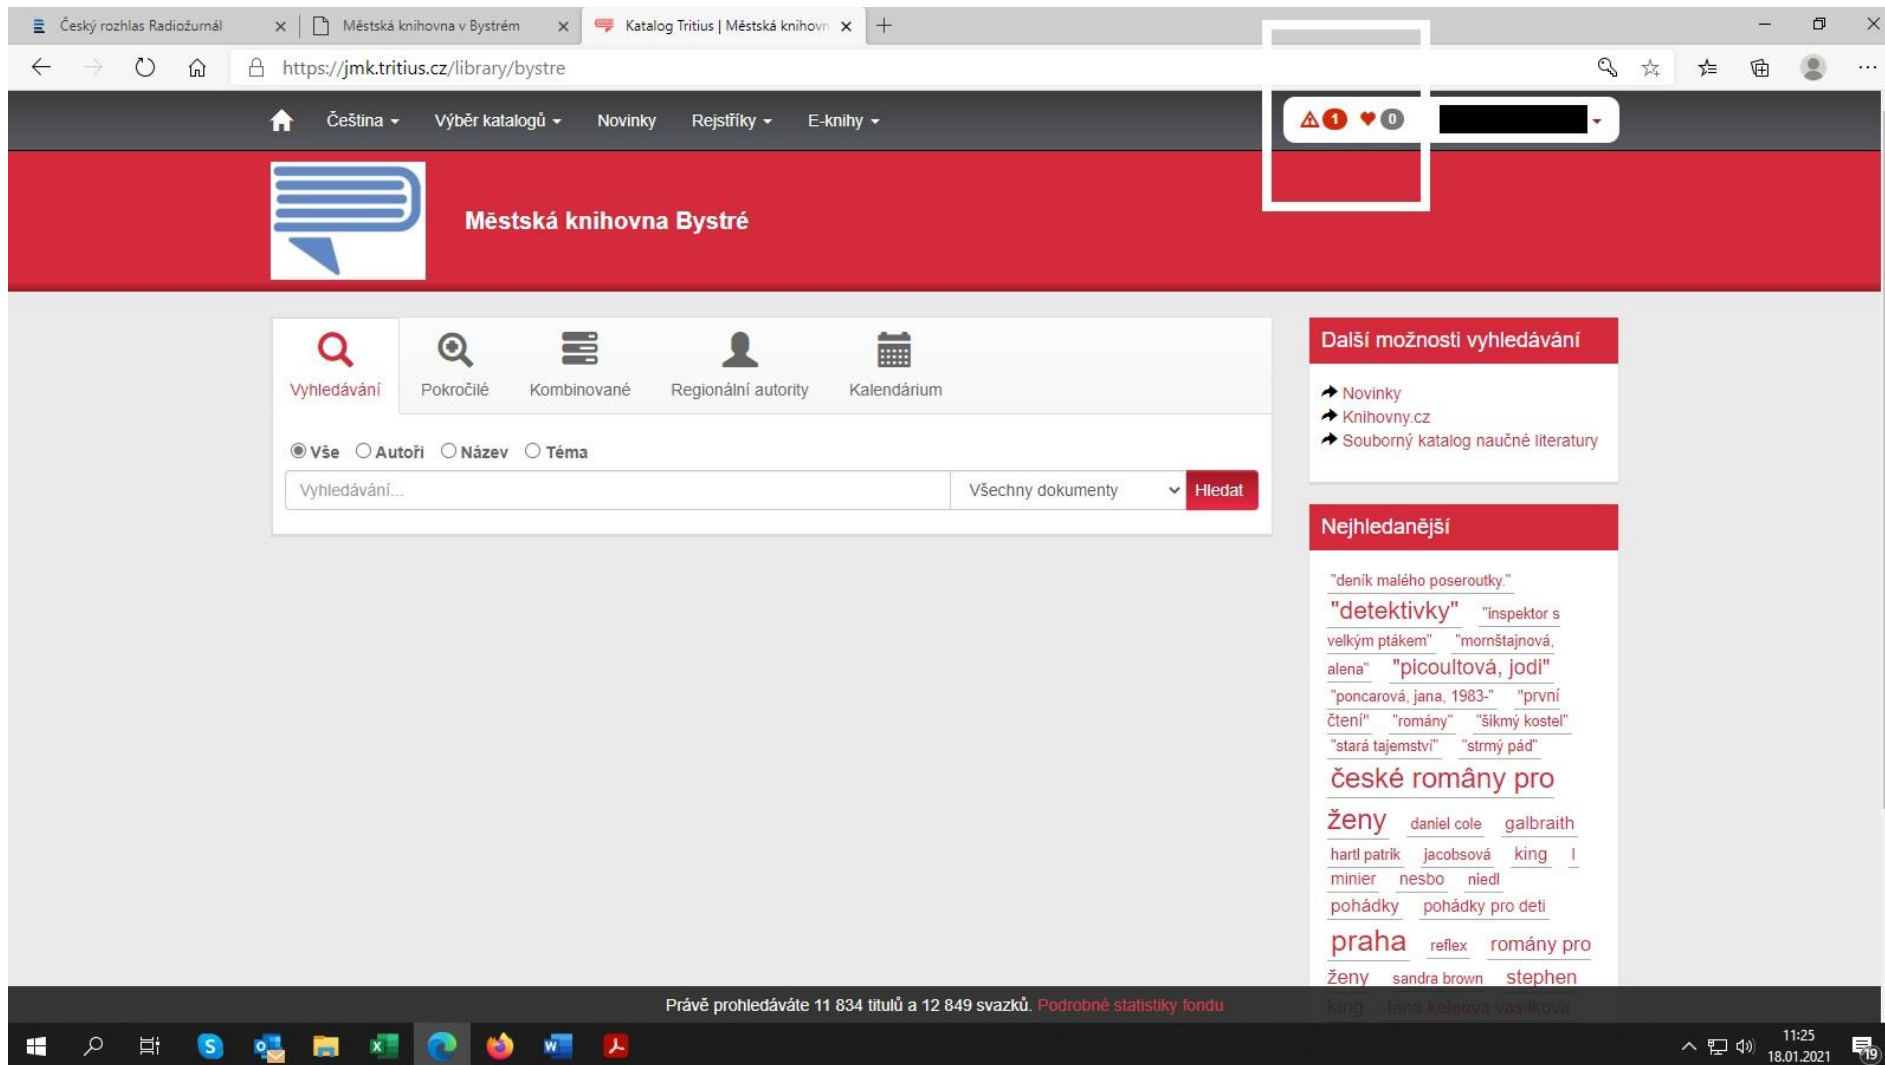 Český rozhlas Radiožurnál
Městská knihovna v Bystrém
Katalog Tritius | Městská knihovn
https://jmk.tritius.cz/library/bystre
Čeština Výběr katalogů Novinky Rejstříky E-knihy
1 0
Městská knihovna Bystré
Vyhledávání Pokročilé Kombinované Regionální autority Kalendárium
Vše Autoři Název Téma
Vyhledávání... Všechny dokumenty Hledat
Další možnosti vyhledávání
Novinky
Knihovny.cz
Souborný katalog naučné literatury
Nejhledanější
"deník malého poseroutky."
"detektivky" "inspektor s
velkým ptákem" "mornštajnová,
alena" "picoultová, jodi"
"poncarová, jana, 1983-" "první
čtení" "romány" "šikmý kostel"
"stará tajemství" "strmý pád"
české romány pro
ženy daniel cole galbraith
hartl patrik jacobsová king l
minier nesbo niedl
pohádky pohádky pro deti
praha reflex romány pro
ženy sandra brown stephen
king tana keleova vasilkova
Právě prohledáváte 11 834 titulů a 12 849 svazků. Podrobné statistiky fondu
11:25
18.01.2021
19